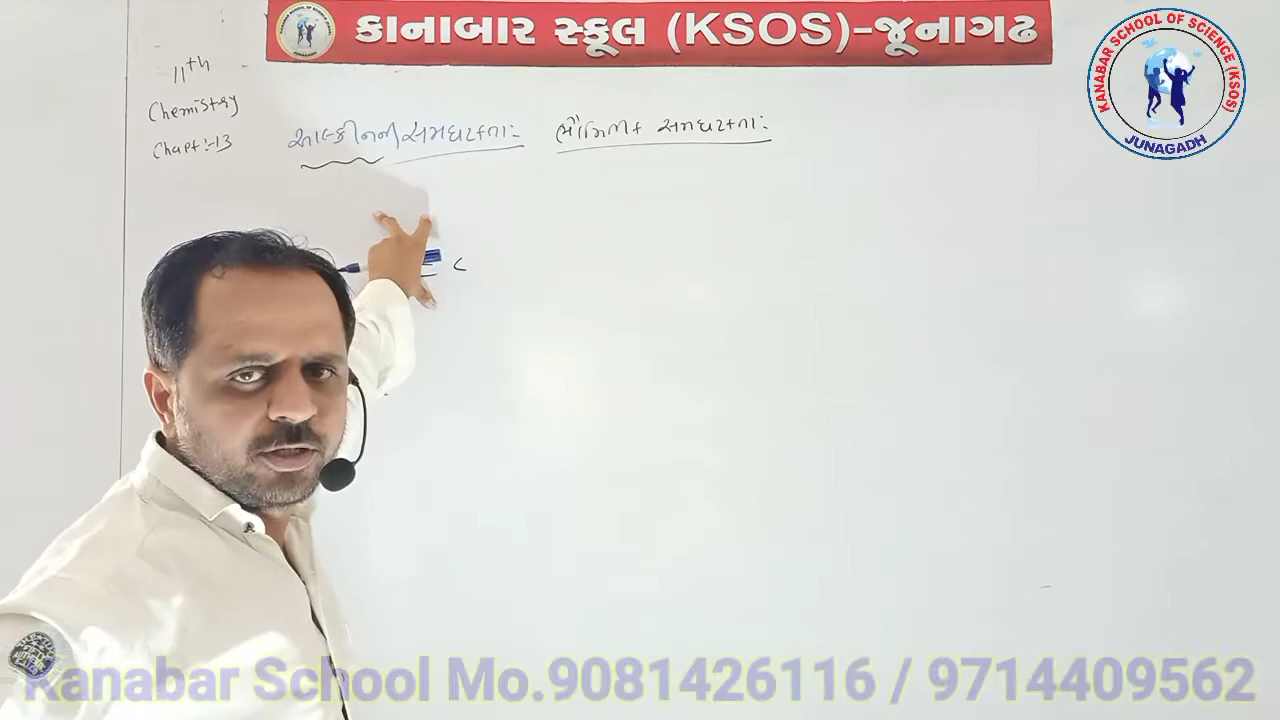 કાનાબાર સ્કૂલ (KSOS)-જૂનાગઢ
KANABAR SCHOOL OF SCIENCE (KSOS)
JUNAGADH
11th
Chemistry
Chapt:-13
આલ્કીનની સમઘટકતા:- ભૌમિતિક સમઘટકતા:
C
Kanabar School Mo.9081426116 / 9714409562